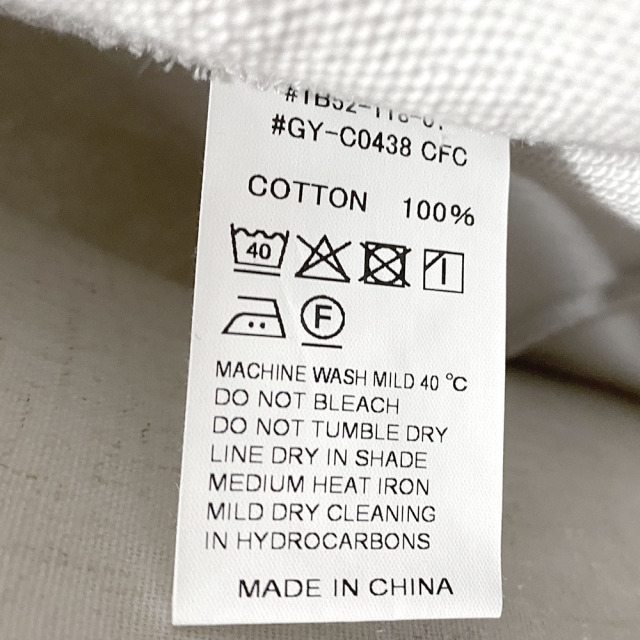 #GY-C0438 CFC
COTTON 100%
40
F
MACHINE WASH MILD 40 °C
DO NOT BLEACH
DO NOT TUMBLE DRY
LINE DRY IN SHADE
MEDIUM HEAT IRON
MILD DRY CLEANING
IN HYDROCARBONS
MADE IN CHINA